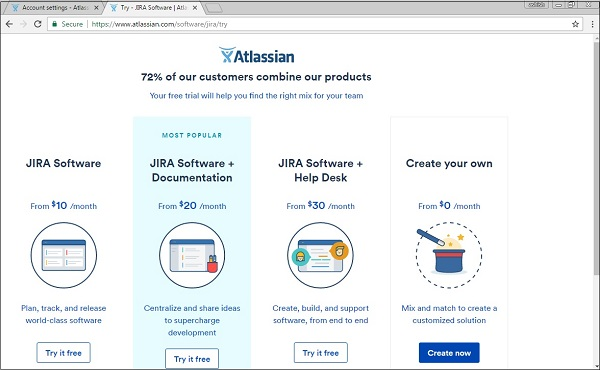 Account settings - Atlass
Try - JIRA Software | Atl
Secure | https://www.atlassian.com/software/jira/try
Atlassian
72% of our customers combine our products
Your free trial will help you find the right mix for your team
MOST POPULAR
JIRA Software
JIRA Software +
Documentation
JIRA Software +
Help Desk
Create your own
From $10 /month
From $20 /month
From $30 /month
From $0 /month
Plan, track, and release
world-class software
Centralize and share ideas
to supercharge
development
Create, build, and support
software, from end to end
Mix and match to create a
customized solution
Try it free
Try it free
Try it free
Create now